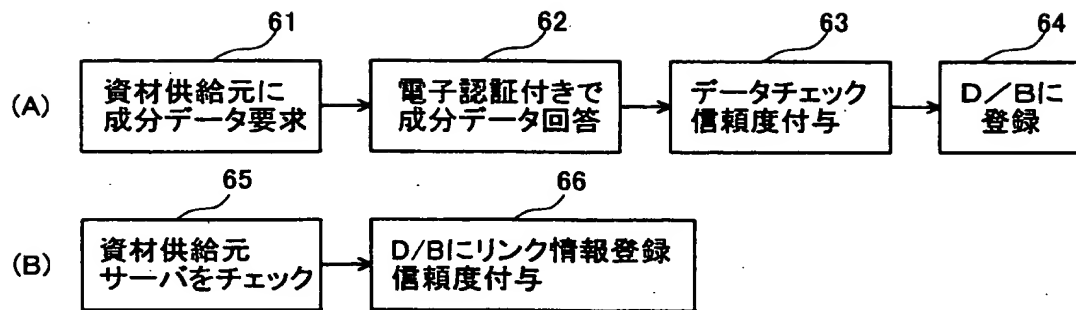 61
62
63
64
(A)
資材供給元に
成分データ要求
電子認証付きで
成分データ回答
データチェック
信頼度付与
D/Bに
登録
65
66
(B)
資材供給元
サーバをチェック
D/Bにリンク情報登録
信頼度付与